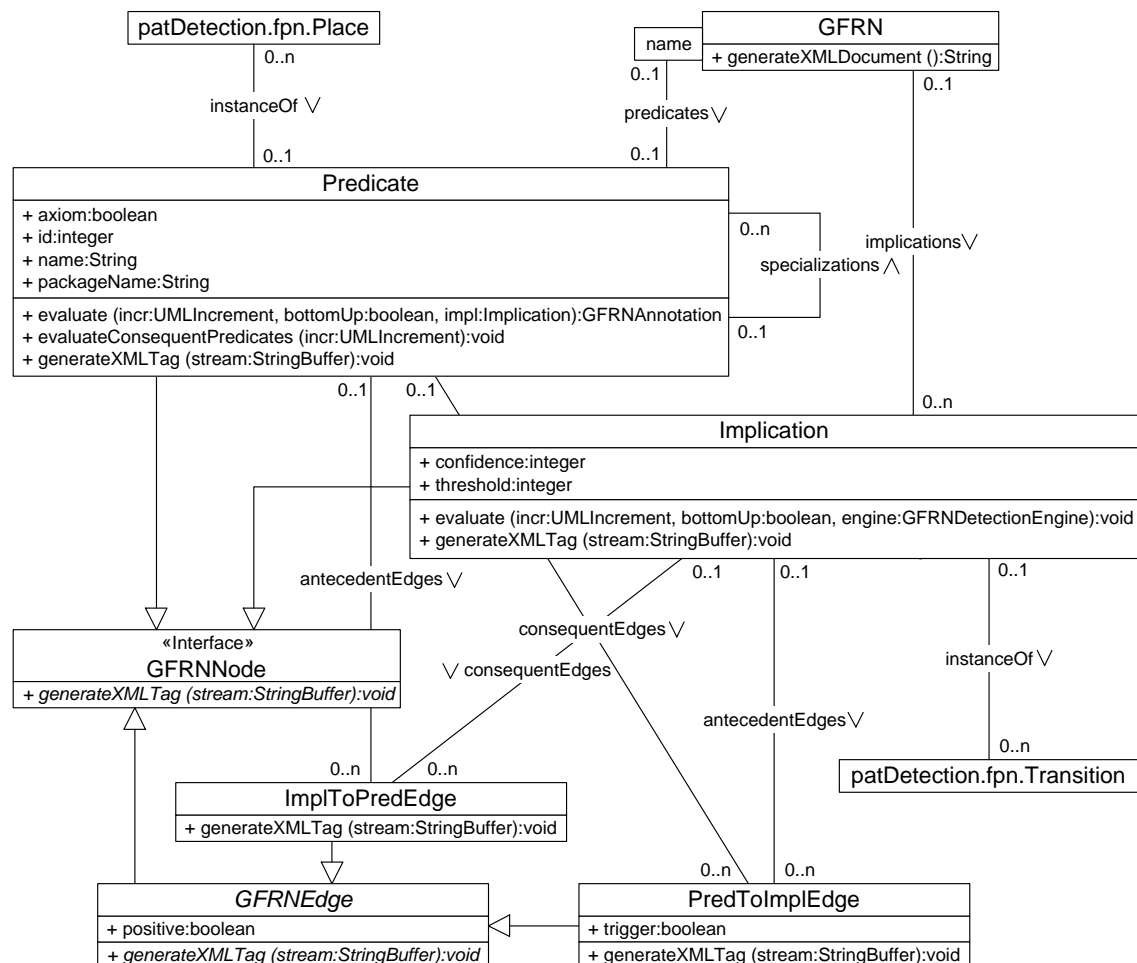 patDetection.fpn.Place
0..n
instanceOf ∨
0..1
name
0..1
GFRN
+ generateXMLDocument ():String
0..1
predicates ∨
0..1
Predicate
+ axiom:boolean
+ id:integer
+ name:String
+ packageName:String
+ evaluate (incr:UMLIncrement, bottomUp:boolean, impl:Implication):GFRNAnnotation
+ evaluateConsequentPredicates (incr:UMLIncrement):void
+ generateXMLTag (stream:StringBuffer):void
0..n
specializations ∧
0..1
implications ∨
0..n
0..1
0..1
Implication
+ confidence:integer
+ threshold:integer
+ evaluate (incr:UMLIncrement, bottomUp:boolean, engine:GFRNDetectionEngine):void
+ generateXMLTag (stream:StringBuffer):void
0..1
0..1
0..1
antecedentEdges ∨
consequentEdges ∨
∨ consequentEdges
instanceOf ∨
«Interface»
GFRNNode
+ generateXMLTag (stream:StringBuffer):void
antecedentEdges ∨
0..n
patDetection.fpn.Transition
0..n
0..n
ImplToPredEdge
+ generateXMLTag (stream:StringBuffer):void
0..n
0..n
GFRNEdge
+ positive:boolean
+ generateXMLTag (stream:StringBuffer):void
PredToImplEdge
+ trigger:boolean
+ generateXMLTag (stream:StringBuffer):void